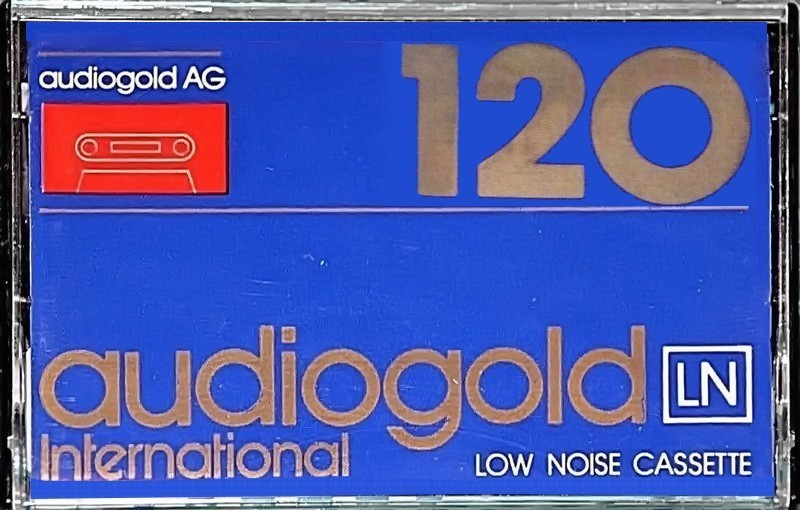 audiogold AG
120
audiogold LN
International
LOW NOISE CASSETTE